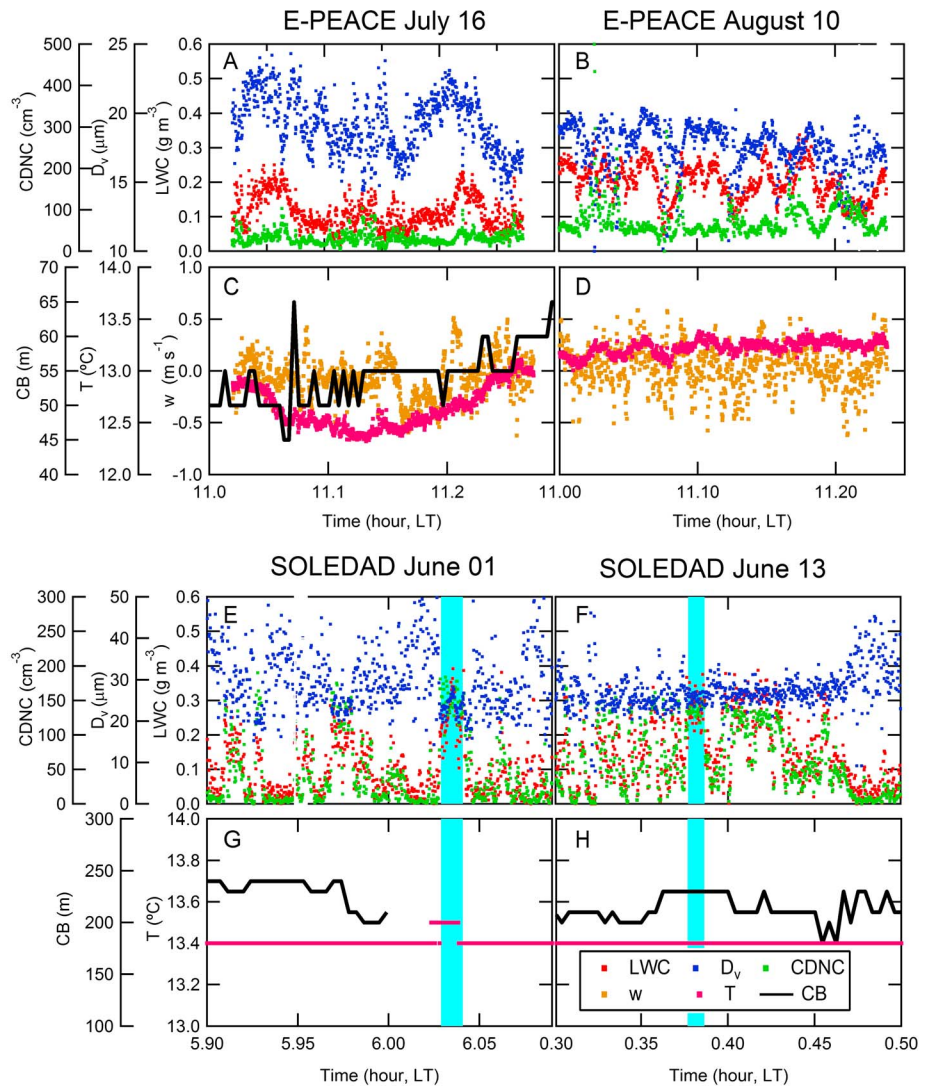 E-PEACE July 16
E-PEACE August 10
CDNC (cm⁻³)
500
400
300
200
100
0
Dᵥ (µm)
25
20
15
10
LWC (g m⁻³)
0.6
0.5
0.4
0.3
0.2
0.1
0.0
A
B
CB (m)
70
65
60
55
50
45
40
T (ºC)
14.0
13.5
13.0
12.5
12.0
w (m s⁻¹)
1.0
0.5
0.0
-0.5
-1.0
C
D
11.0
11.1
11.2
11.00
11.10
11.20
Time (hour, LT)
Time (hour, LT)
SOLEDAD June 01
SOLEDAD June 13
CDNC (cm⁻³)
300
250
200
150
100
50
0
Dᵥ (µm)
50
40
30
20
10
0
LWC (g m⁻³)
0.6
0.5
0.4
0.3
0.2
0.1
0.0
E
F
CB (m)
300
250
200
150
100
T (ºC)
14.0
13.8
13.6
13.4
13.2
13.0
G
H
LWC
Dᵥ
CDNC
w
T
CB
5.90
5.95
6.00
6.05
0.30
0.35
0.40
0.45
0.50
Time (hour, LT)
Time (hour, LT)